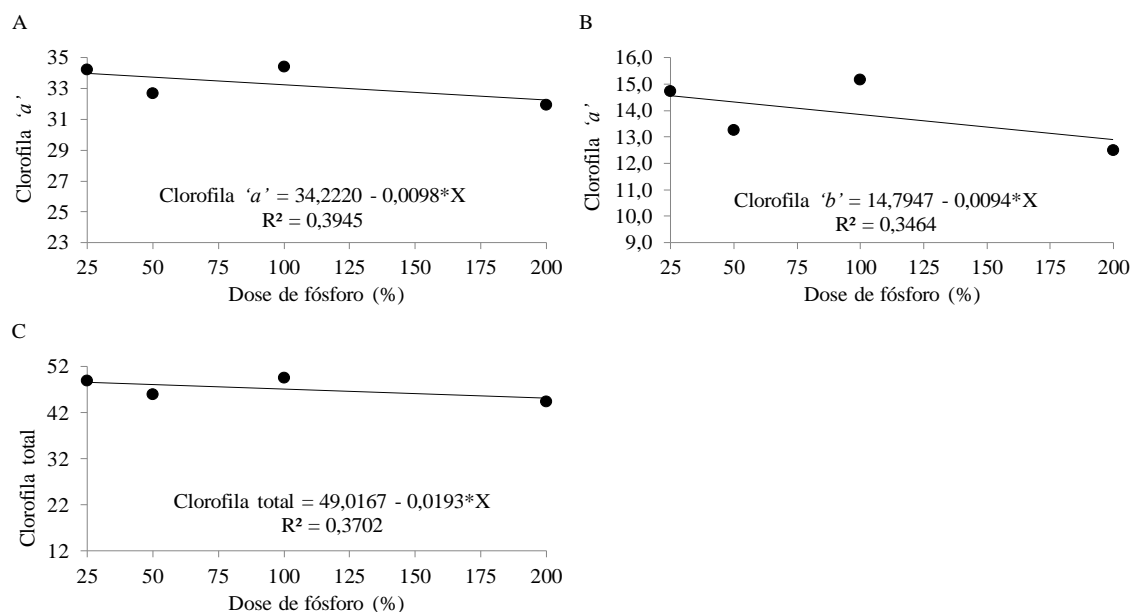 A
Clorofila ‘a’
35
33
31
29
27
25
23
Clorofila ‘a’ = 34,2220 - 0,0098*X
R² = 0,3945
25 50 75 100 125 150 175 200
Dose de fósforo (%)
B
Clorofila ‘a’
16,0
15,0
14,0
13,0
12,0
11,0
10,0
9,0
Clorofila ‘b’ = 14,7947 - 0,0094*X
R² = 0,3464
25 50 75 100 125 150 175 200
Dose de fósforo (%)
C
Clorofila total
52
42
32
22
12
Clorofila total = 49,0167 - 0,0193*X
R² = 0,3702
25 50 75 100 125 150 175 200
Dose de fósforo (%)